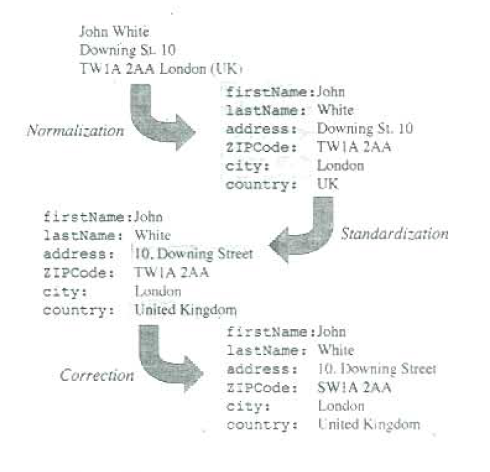 John White
Downing St. 10
TW1A 2AA London (UK)
Normalization
firstName:John
lastName: White
address: Downing St. 10
ZIPCode: TW1A 2AA
city: London
country: UK
Standardization
firstName:John
lastName: White
address: 10, Downing Street
ZIPCode: TW1A 2AA
city: London
country: United Kingdom
Correction
firstName:John
lastName: White
address: 10, Downing Street
ZIPCode: SW1A 2AA
city: London
country: United Kingdom